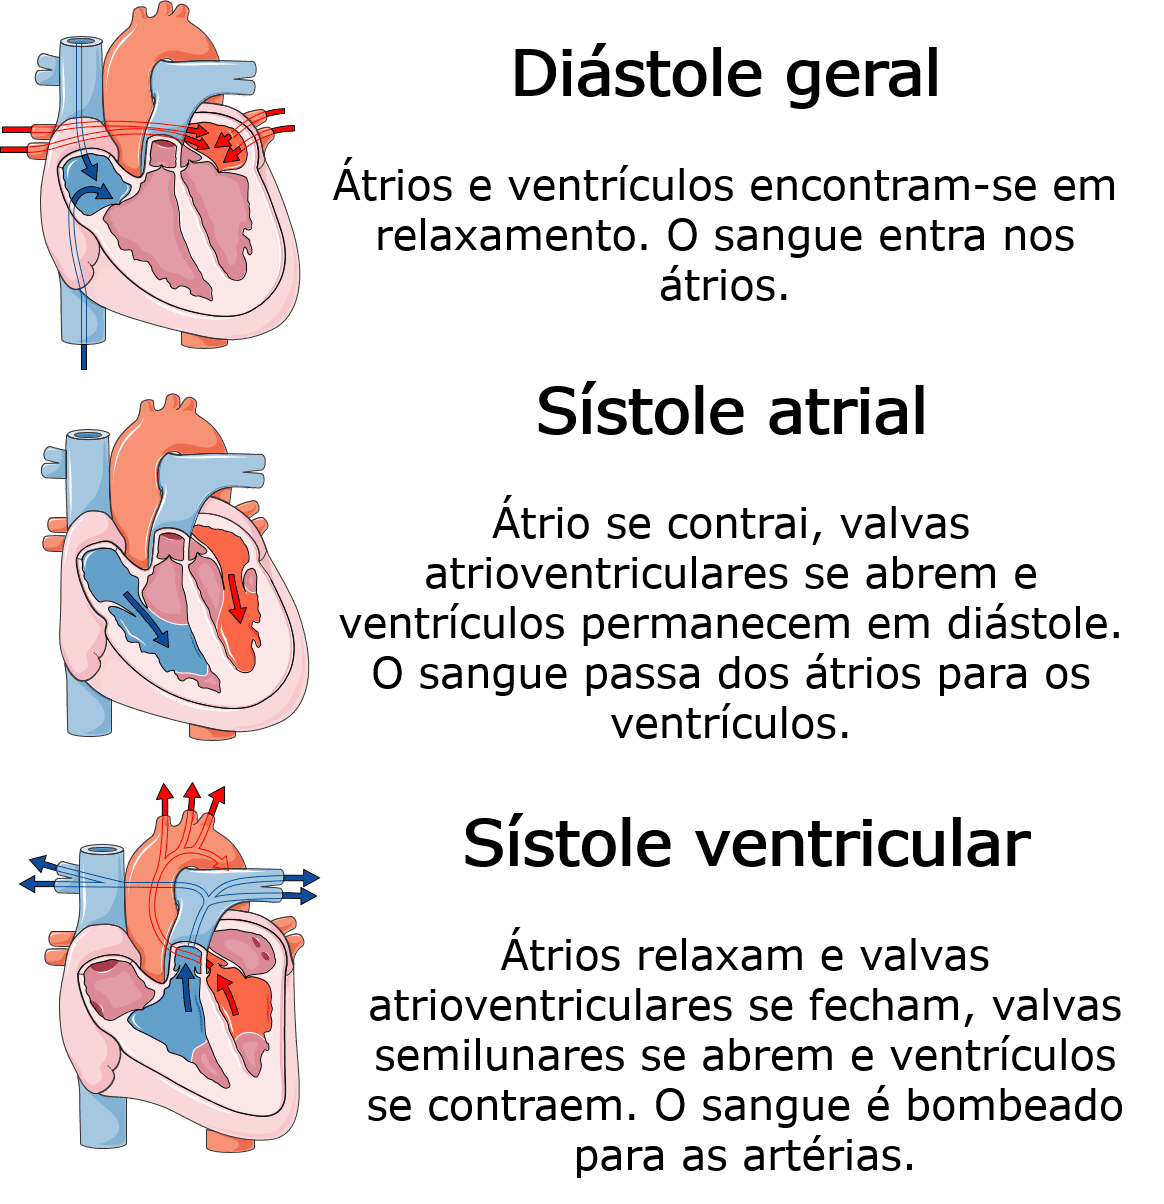 Diástole geral
Átrios e ventrículos encontram-se em
relaxamento. O sangue entra nos
átrios.
Sístole atrial
Átrio se contrai, valvas
atrioventriculares se abrem e
ventrículos permanecem em diástole.
O sangue passa dos átrios para os
ventrículos.
Sístole ventricular
Átrios relaxam e valvas
atrioventriculares se fecham, valvas
semilunares se abrem e ventrículos
se contraem. O sangue é bombeado
para as artérias.